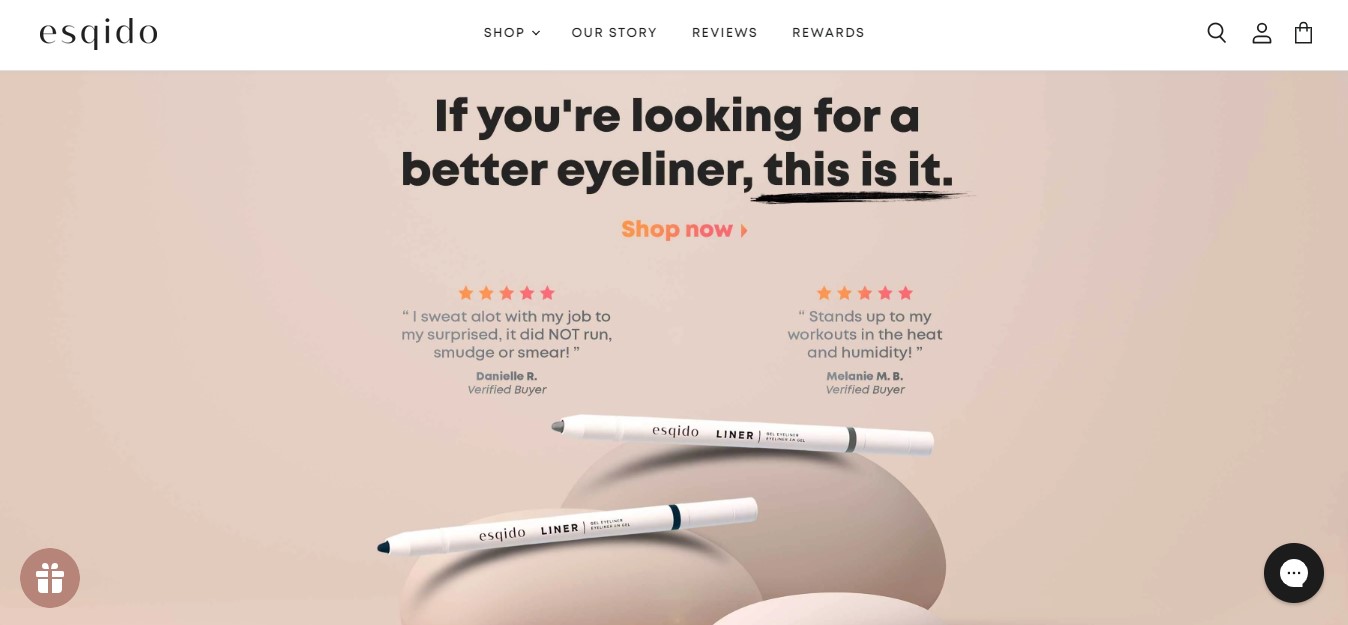 esqido
SHOP
OUR STORY
REVIEWS
REWARDS
If you're looking for a
better eyeliner, this is it.
Shop now
“ I sweat alot with my job to
my surprised, it did NOT run,
smudge or smear! ”
Danielle R.
Verified Buyer
“ Stands up to my
workouts in the heat
and humidity! ”
Melanie M. B.
Verified Buyer
esqido LINER GEL EYELINER
EYELINER EN GEL
esqido LINER GEL EYELINER
EYELINER EN GEL